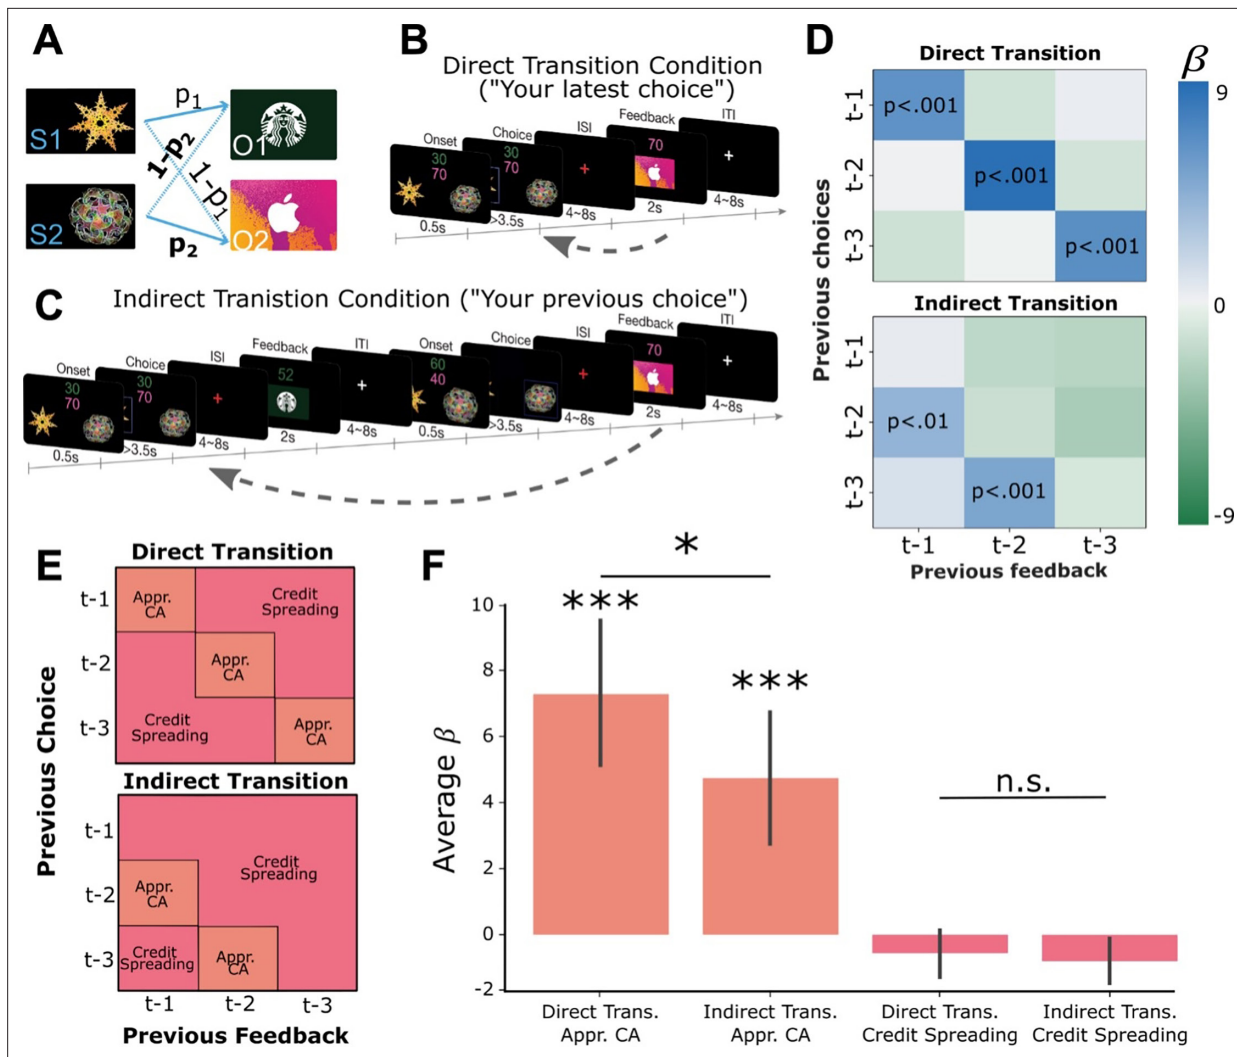 A
S1
S2
p1
1-p2
1-p1
p2
O1
O2
B
Direct Transition Condition
("Your latest choice")
Onset
Choice
ISI
Feedback
ITI
30
70
30
70
70
0.5s
>3.5s
4~8s
2s
4~8s
C
Indirect Tranistion Condition ("Your previous choice")
Onset
Choice
ISI
Feedback
ITI
Onset
Choice
ISI
Feedback
ITI
30
70
30
70
52
60
40
70
0.5s
>3.5s
4~8s
2s
4~8s
0.5s
>3.5s
4~8s
2s
4~8s
D
Direct Transition
t-1
t-2
t-3
p<.001
p<.001
p<.001
Indirect Transition
t-1
t-2
t-3
p<.01
p<.001
t-1 t-2 t-3
Previous feedback
Previous choices
β
9
0
-9
E
Direct Transition
t-1
t-2
t-3
Appr.
CA
Credit
Spreading
Appr.
CA
Credit
Spreading
Appr.
CA
Indirect Transition
t-1
t-2
t-3
Credit
Spreading
Appr.
CA
Credit
Spreading
Appr.
CA
t-1 t-2 t-3
Previous Feedback
Previous Choice
F
*
***
***
n.s.
10
8
6
4
2
0
-2
Average β
Direct Trans.
Appr. CA
Indirect Trans.
Appr. CA
Direct Trans.
Credit Spreading
Indirect Trans.
Credit Spreading